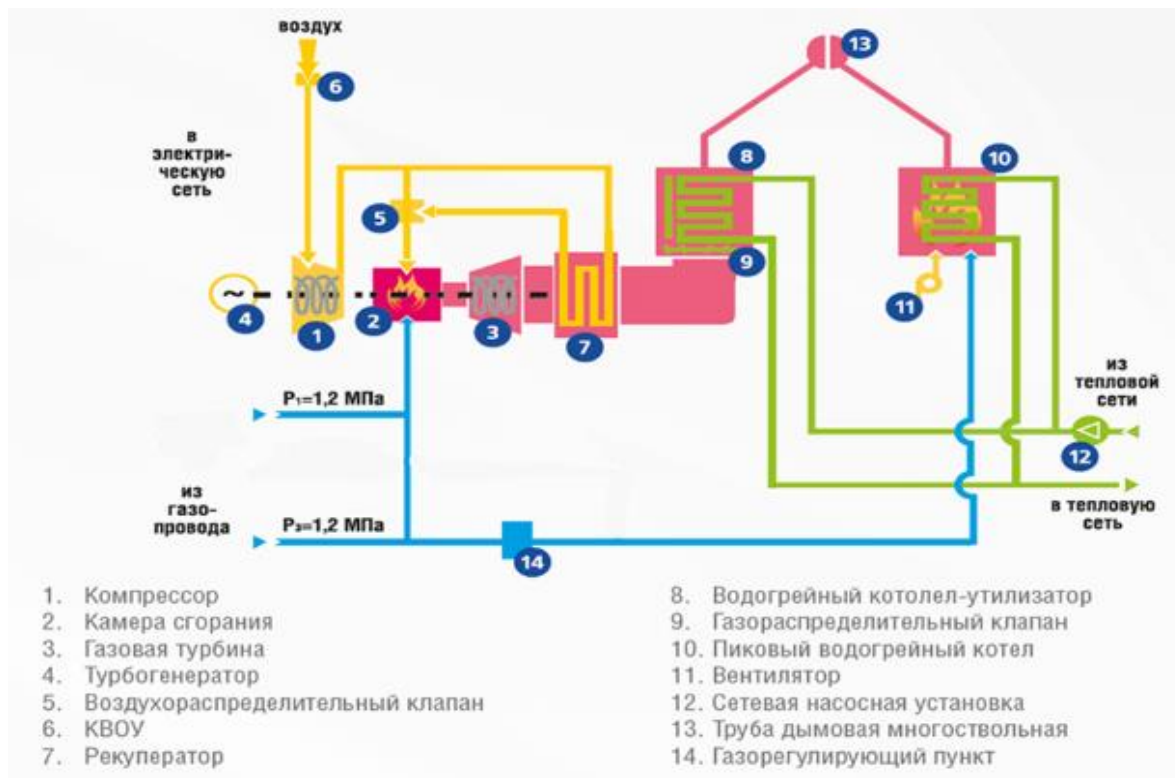 воздух
6
13
в
электри-
ческую
сеть
8
10
5
9
4
1
2
3
7
11
P₁=1,2 МПа
из
тепловой
сети
12
из
газо-
провода
P₂=1,2 МПа
в тепловую
сеть
14
1. Компрессор
2. Камера сгорания
3. Газовая турбина
4. Турбогенератор
5. Воздухораспределительный клапан
6. КВОУ
7. Рекуператор
8. Водогрейный котолел-утилизатор
9. Газораспределительный клапан
10. Пиковый водогрейный котел
11. Вентилятор
12. Сетевая насосная установка
13. Труба дымовая многоствольная
14. Газорегулирующий пункт